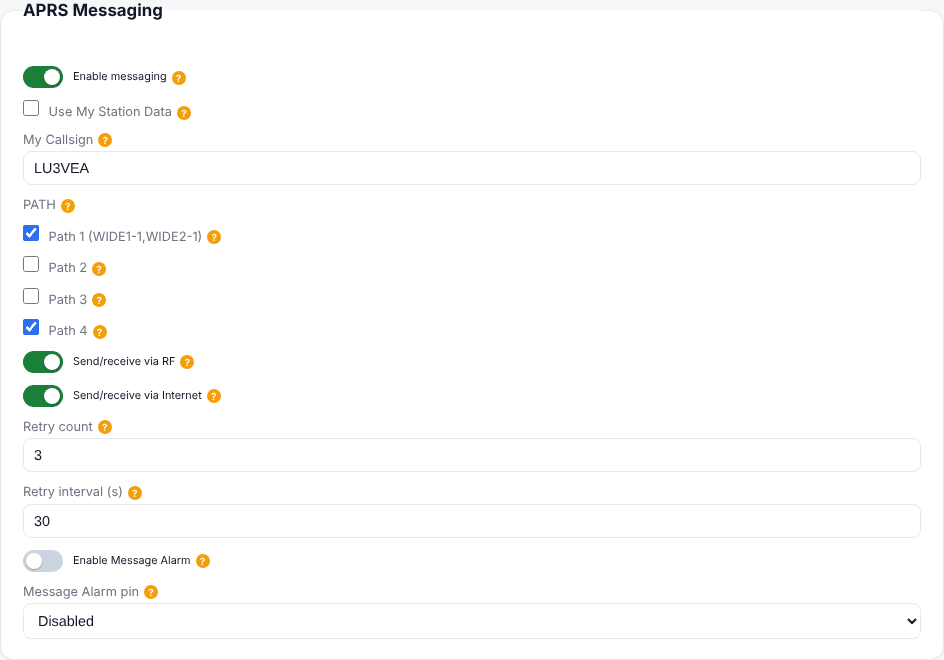 APRS Messaging
Enable messaging ?
Use My Station Data ?
My Callsign ?
LU3VEA
PATH ?
Path 1 (WIDE1-1,WIDE2-1) ?
Path 2 ?
Path 3 ?
Path 4 ?
Send/receive via RF ?
Send/receive via Internet ?
Retry count ?
3
Retry interval (s) ?
30
Enable Message Alarm ?
Message Alarm pin ?
Disabled